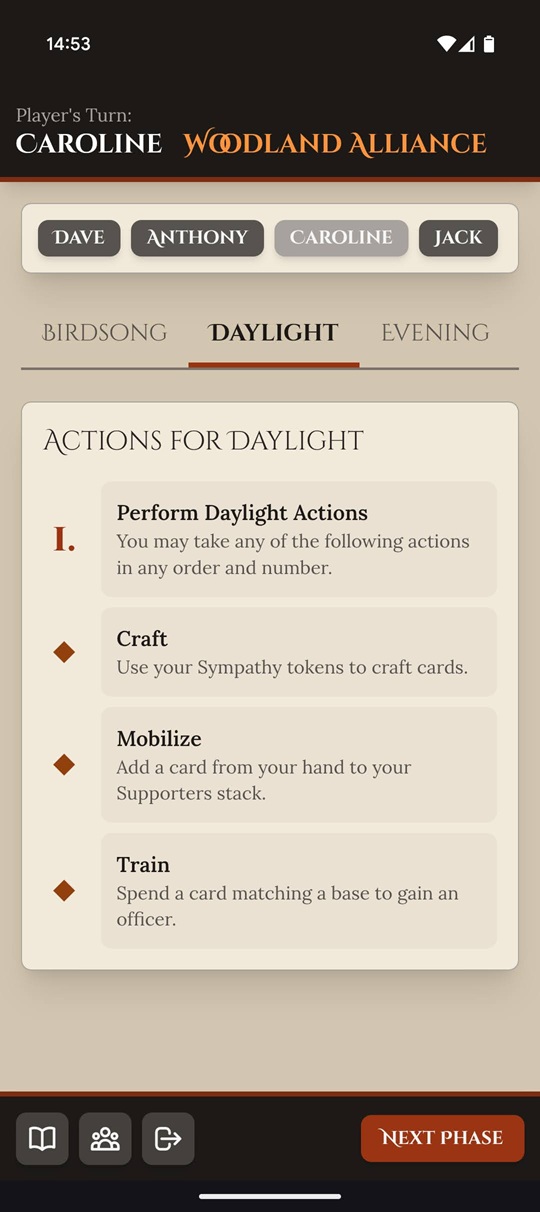 14:53
Player's Turn:
CAROLINE WOODLAND ALLIANCE
DAVE ANTHONY CAROLINE JACK
BIRDSONG DAYLIGHT EVENING
ACTIONS FOR DAYLIGHT
I.
Perform Daylight Actions
You may take any of the following actions
in any order and number.
Craft
Use your Sympathy tokens to craft cards.
Mobilize
Add a card from your hand to your
Supporters stack.
Train
Spend a card matching a base to gain an
officer.
NEXT PHASE